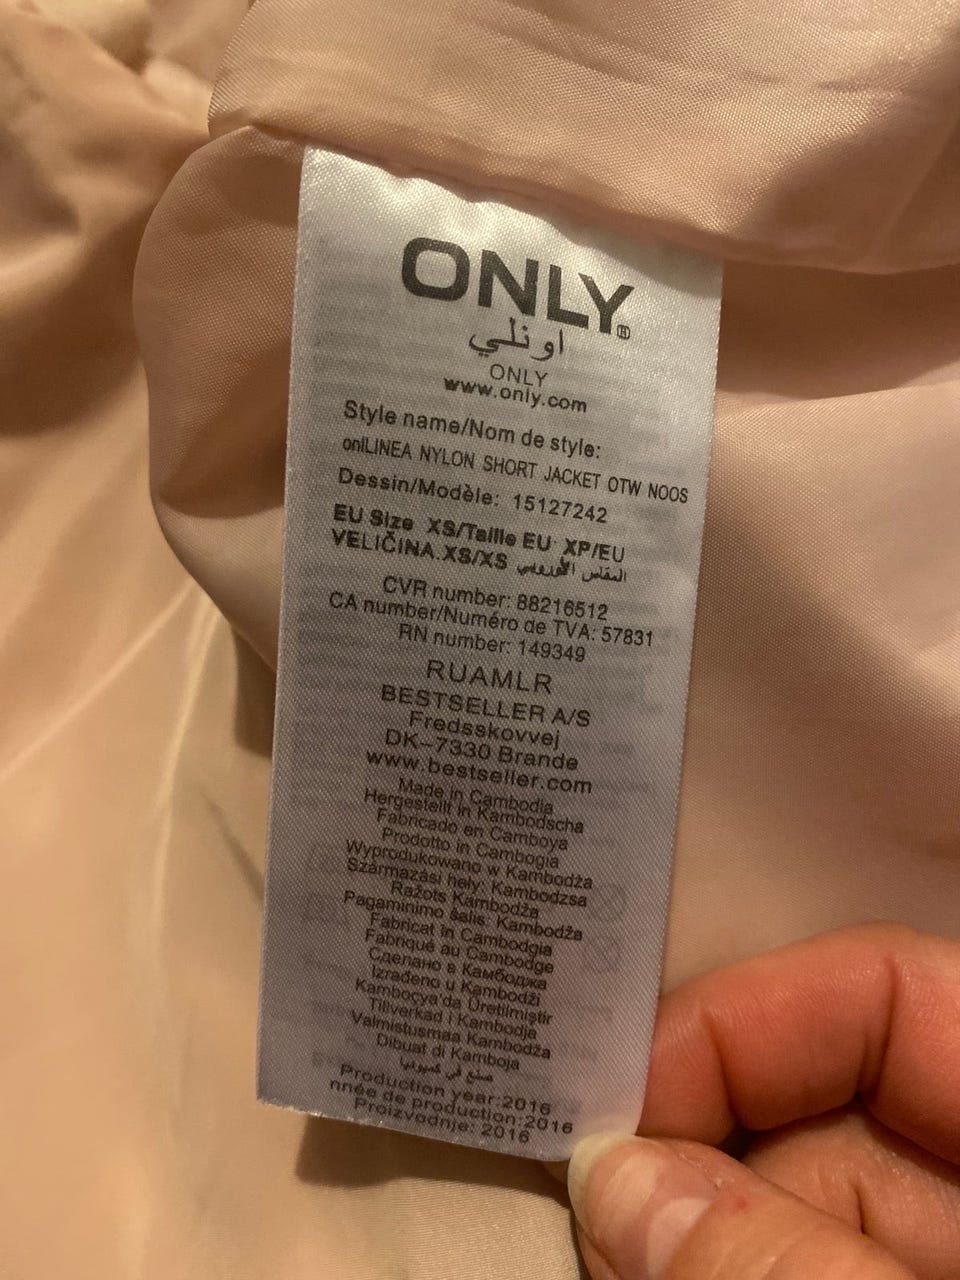 ONLY®
اونلي
ONLY
www.only.com
Style name/Nom de style:
onlLINEA NYLON SHORT JACKET OTW NOOS
Dessin/Modèle: 15127242
EU Size XS/Taille EU XP/EU
VELIČINA.XS/XS المقاس الأوروبي
CVR number: 88216512
CA number/Numéro de TVA: 57831
RN number: 149349
RUAMLR
BESTSELLER A/S
Fredsskovvej
DK-7330 Brande
www.bestseller.com
Made in Cambodia
Hergestellt in Kambodscha
Fabricado en Camboya
Prodotto in Cambogia
Wyprodukowano w Kambodża
Származási hely: Kambodzsa
Ražots Kambodža
Pagaminimo šalis: Kambodža
Fabricat in Cambodgia
Fabriqué au Cambodge
Сделано в Камбоджа
Izrađeno u Kambodži
Kamboçya'da Üretilmiştir
Tillverkad i Kambodja
Valmistusmaa Kambodža
Dibuat di Kamboja
صنع في كمبوديا
Production year:2016
nnée de production:2016
Proizvodnje: 2016